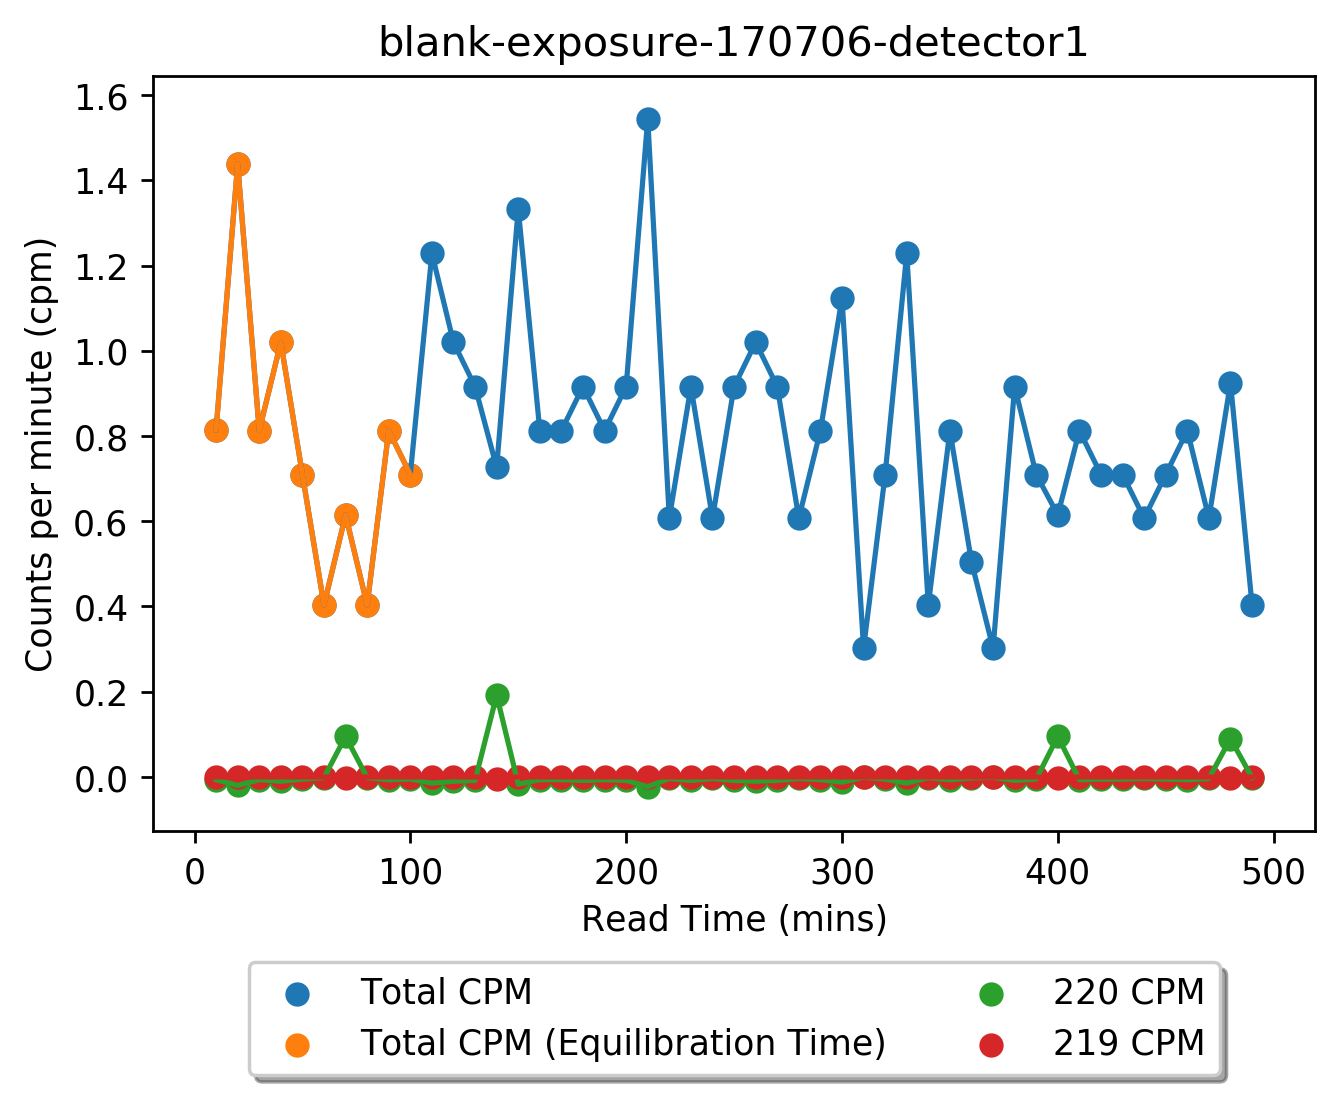 blank-exposure-170706-detector1
Counts per minute (cpm)
1.6
1.4
1.2
1.0
0.8
0.6
0.4
0.2
0.0
0 100 200 300 400 500
Read Time (mins)
Total CPM
Total CPM (Equilibration Time)
220 CPM
219 CPM